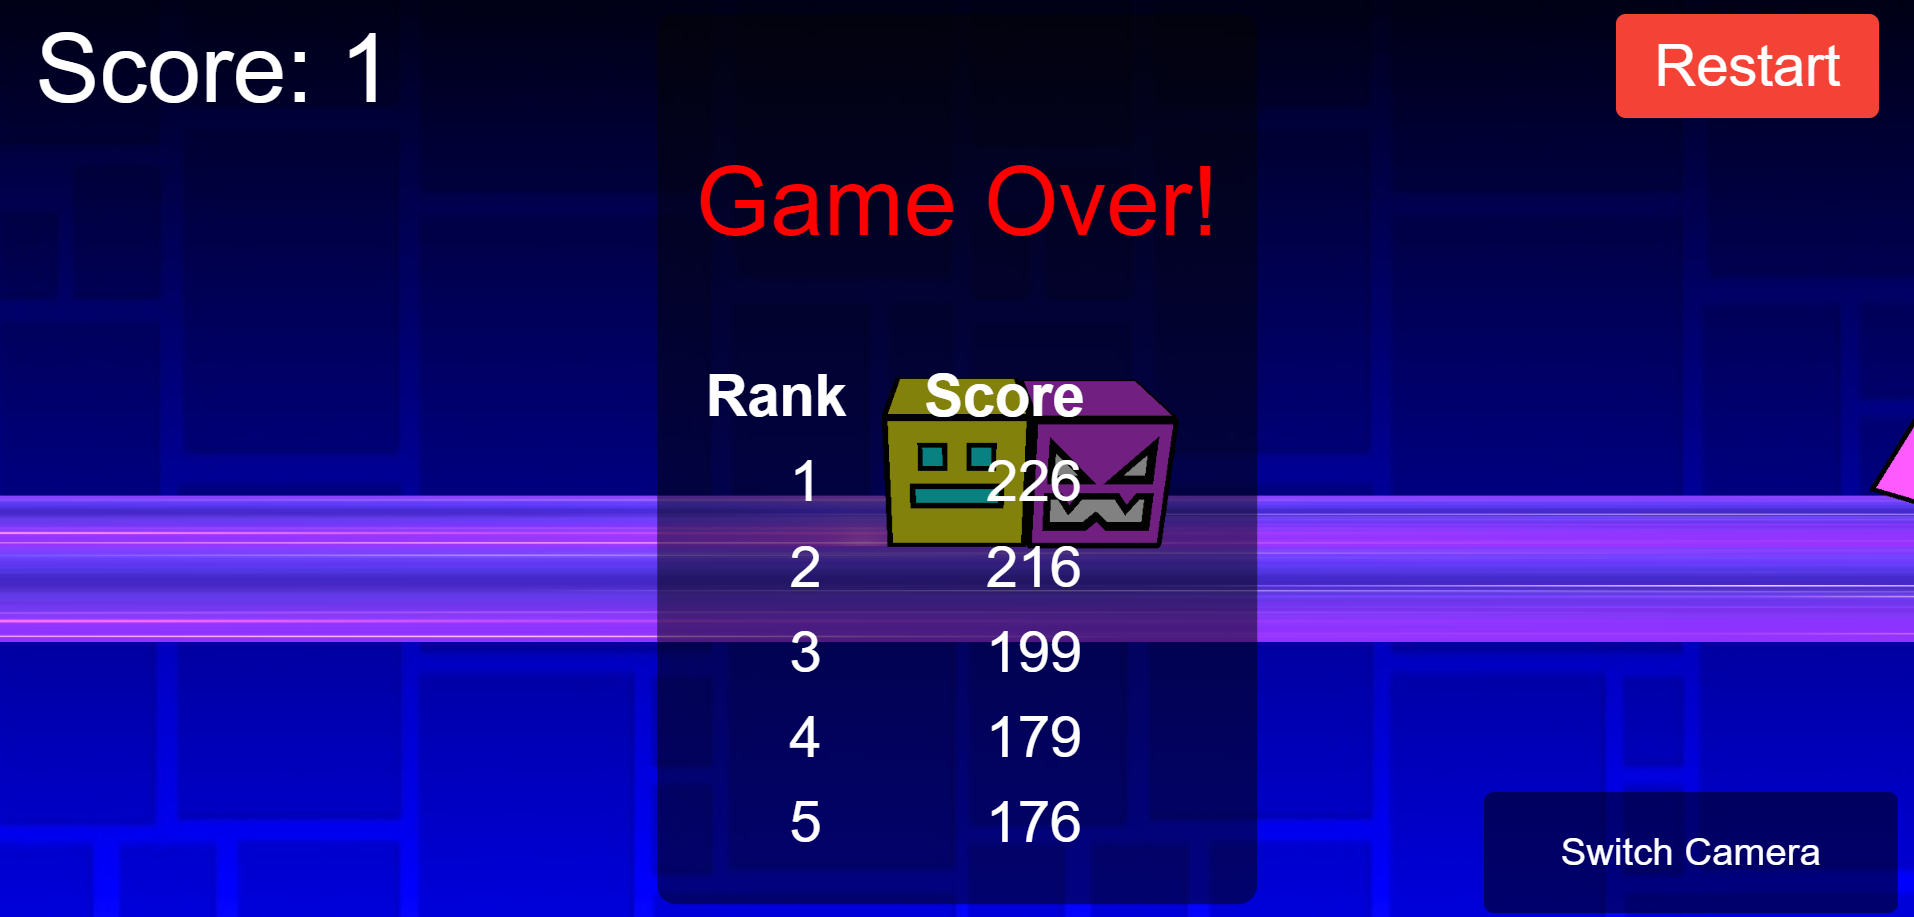 Score: 1
Restart
Game Over!
Rank Score
1 226
2 216
3 199
4 179
5 176
Switch Camera